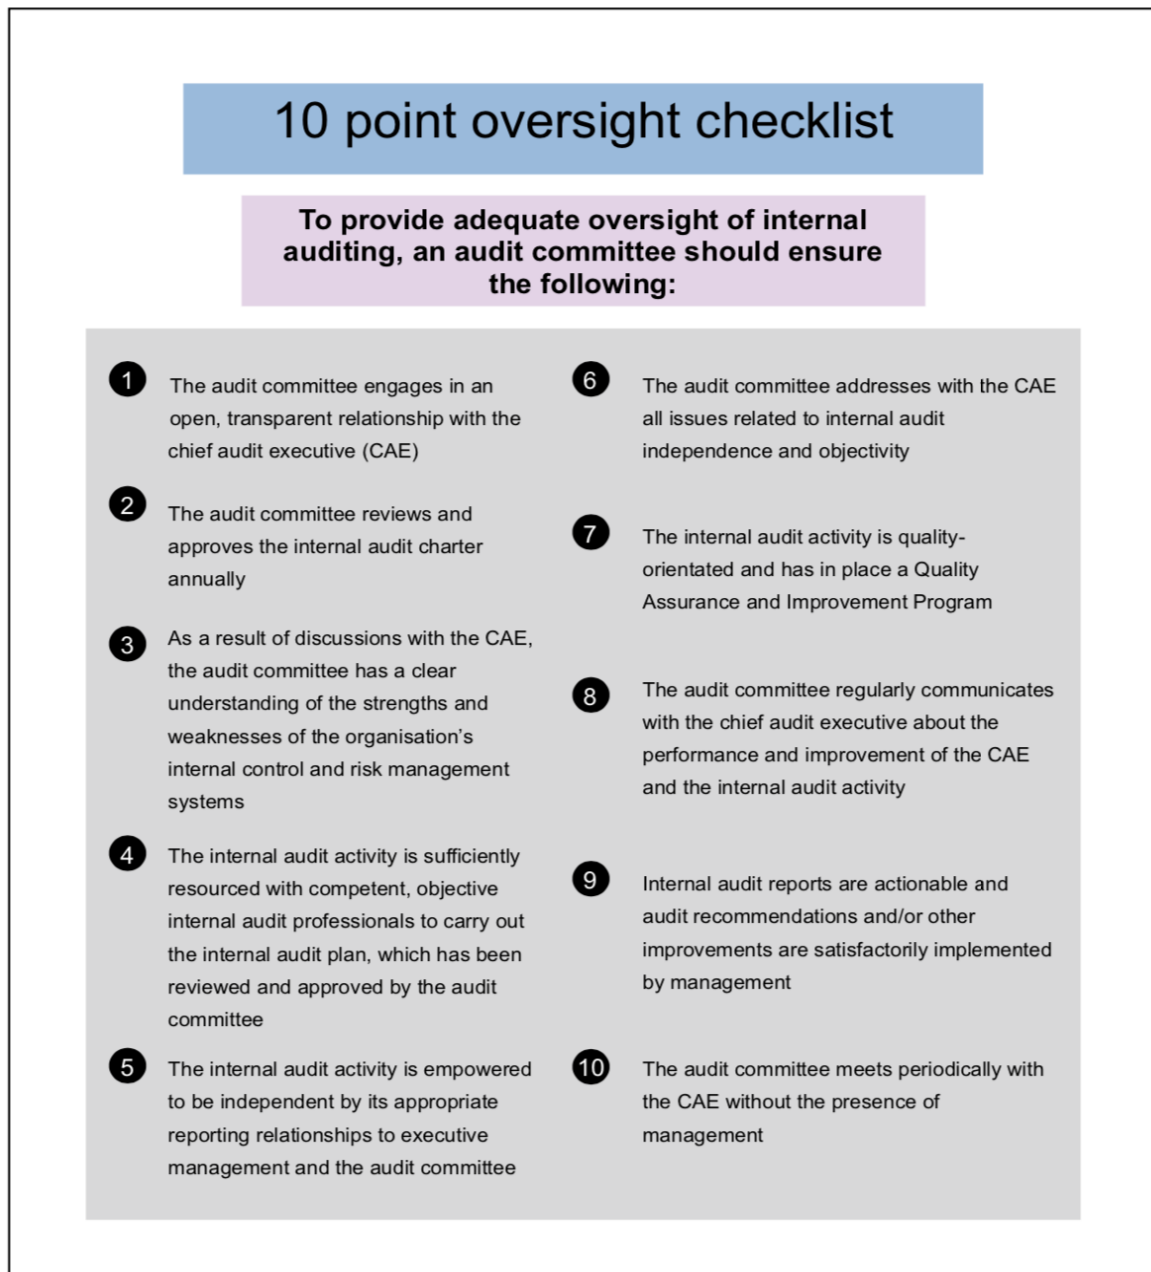 10 point oversight checklist
To provide adequate oversight of internal
auditing, an audit committee should ensure
the following:
1
The audit committee engages in an
open, transparent relationship with the
chief audit executive (CAE)
2
The audit committee reviews and
approves the internal audit charter
annually
3
As a result of discussions with the CAE,
the audit committee has a clear
understanding of the strengths and
weaknesses of the organisation’s
internal control and risk management
systems
4
The internal audit activity is sufficiently
resourced with competent, objective
internal audit professionals to carry out
the internal audit plan, which has been
reviewed and approved by the audit
committee
5
The internal audit activity is empowered
to be independent by its appropriate
reporting relationships to executive
management and the audit committee
6
The audit committee addresses with the CAE
all issues related to internal audit
independence and objectivity
7
The internal audit activity is quality-
orientated and has in place a Quality
Assurance and Improvement Program
8
The audit committee regularly communicates
with the chief audit executive about the
performance and improvement of the CAE
and the internal audit activity
9
Internal audit reports are actionable and
audit recommendations and/or other
improvements are satisfactorily implemented
by management
10
The audit committee meets periodically with
the CAE without the presence of
management